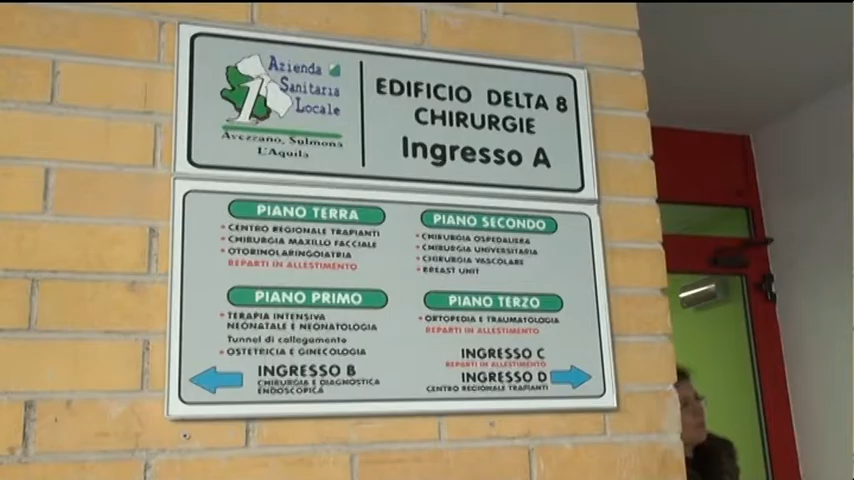 Azienda
Sanitaria
Locale
1
Avezzano, Sulmona
L'Aquila
EDIFICIO DELTA 8
CHIRURGIE
Ingresso A
PIANO TERRA
• CENTRO REGIONALE TRAPIANTI
• CHIRURGIA MAXILLO FACCIALE
• OTORINOLARINGOIATRIA
REPARTI IN ALLESTIMENTO
PIANO SECONDO
• CHIRURGIA OSPEDALIERA
• CHIRURGIA UNIVERSITARIA
• CHIRURGIA VASCOLARE
• BREAST UNIT
PIANO PRIMO
• TERAPIA INTENSIVA
NEONATALE E NEONATOLOGIA
Tunnel di collegamento
• OSTETRICIA E GINECOLOGIA
PIANO TERZO
• ORTOPEDIA E TRAUMATOLOGIA
REPARTI IN ALLESTIMENTO
INGRESSO B
CHIRURGIA E DIAGNOSTICA
ENDOSCOPICA
INGRESSO C
REPARTI IN ALLESTIMENTO
INGRESSO D
CENTRO REGIONALE TRAPIANTI